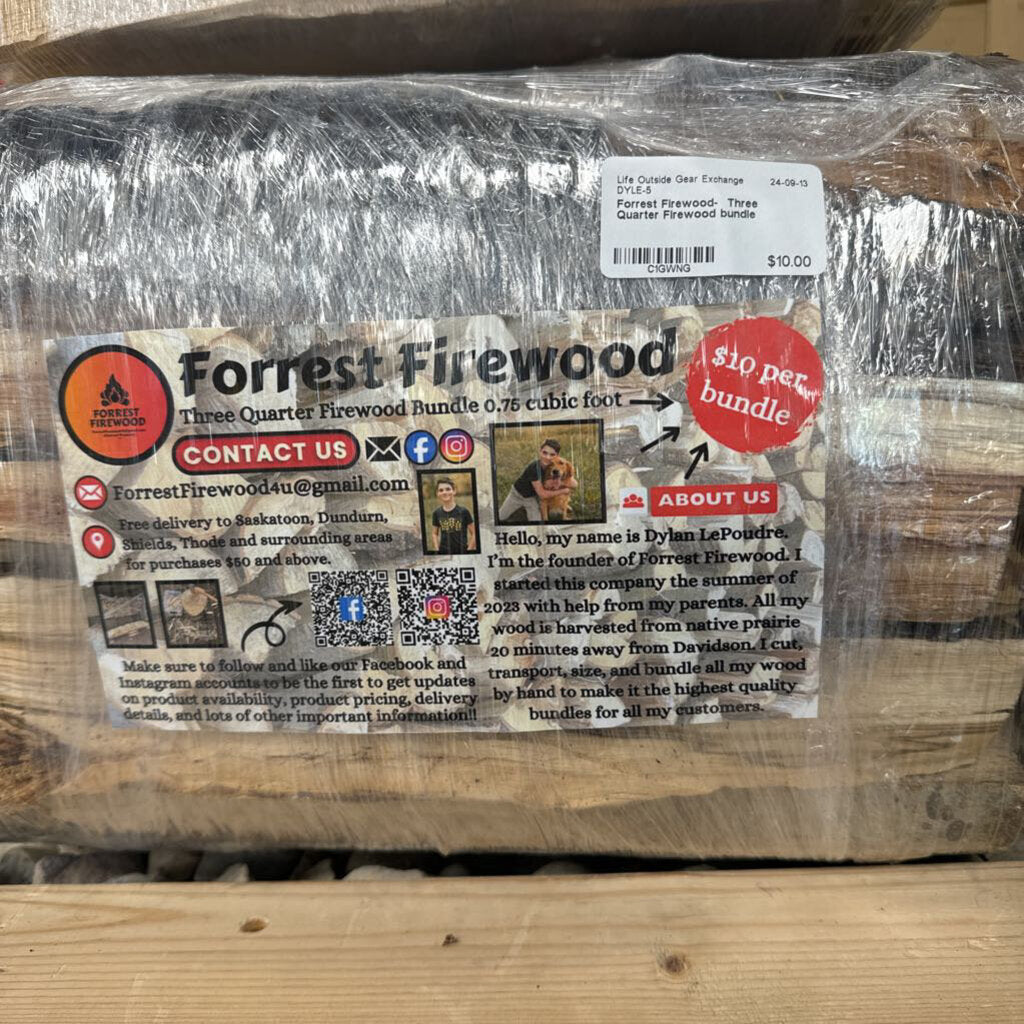 Life Outside Gear Exchange 24-09-13
DYLE-5
Forrest Firewood- Three
Quarter Firewood bundle
C1GWNG $10.00
Forrest Firewood
Three Quarter Firewood Bundle 0.75 cubic foot
$10 per
bundle
FORREST
FIREWOOD
CONTACT US
ForrestFirewood4u@gmail.com
Free delivery to Saskatoon, Dundurn,
Shields, Thode and surrounding areas
for purchases $50 and above.
Make sure to follow and like our Facebook and
Instagram accounts to be the first to get updates
on product availability, product pricing, delivery
details, and lots of other important information!!
ABOUT US
Hello, my name is Dylan LePoudre.
I'm the founder of Forrest Firewood. I
started this company the summer of
2023 with help from my parents. All my
wood is harvested from native prairie
20 minutes away from Davidson. I cut,
transport, size, and bundle all my wood
by hand to make it the highest quality
bundles for all my customers.